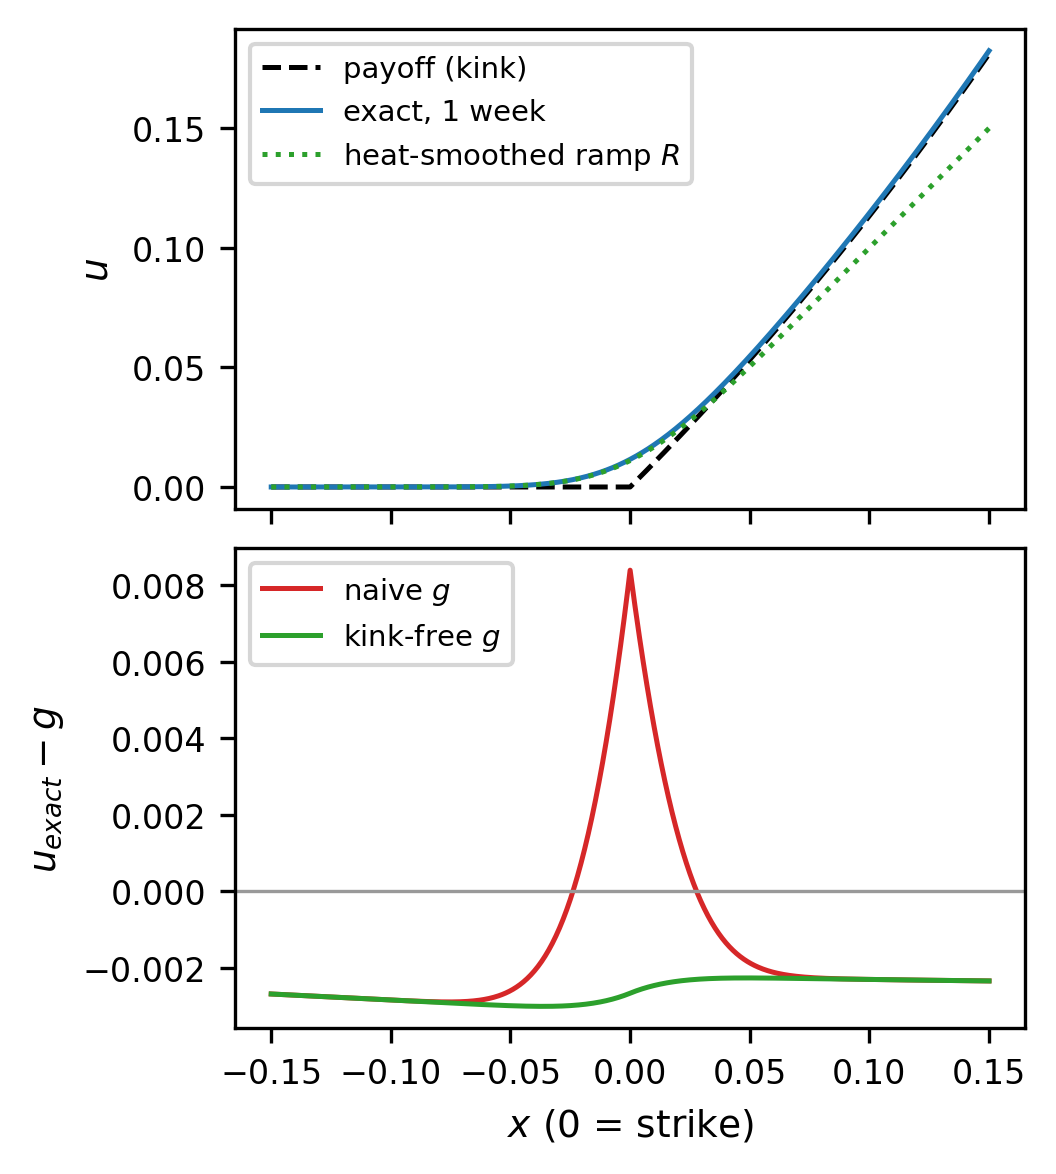 payoff (kink)
exact, 1 week
heat-smoothed ramp R
0.15
0.10
0.05
0.00
u
naive g
kink-free g
0.008
0.006
0.004
0.002
0.000
−0.002
u_exact − g
−0.15 −0.10 −0.05 0.00 0.05 0.10 0.15
x (0 = strike)